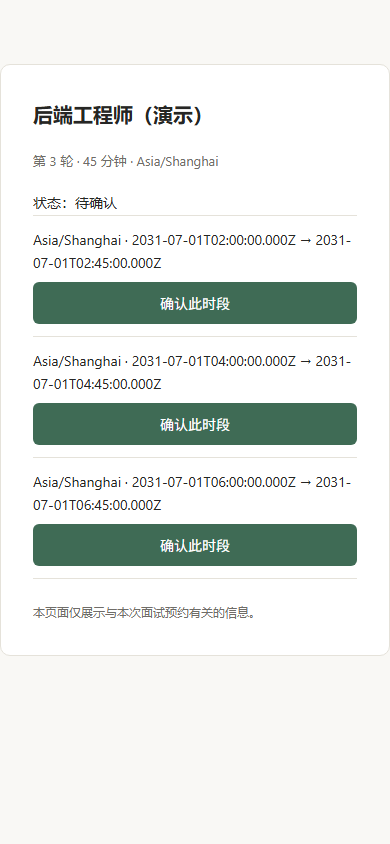 后端工程师（演示）
第 3 轮 · 45 分钟 · Asia/Shanghai
状态：待确认
Asia/Shanghai · 2031-07-01T02:00:00.000Z → 2031-
07-01T02:45:00.000Z
确认此时段
Asia/Shanghai · 2031-07-01T04:00:00.000Z → 2031-
07-01T04:45:00.000Z
确认此时段
Asia/Shanghai · 2031-07-01T06:00:00.000Z → 2031-
07-01T06:45:00.000Z
确认此时段
本页面仅展示与本次面试预约有关的信息。